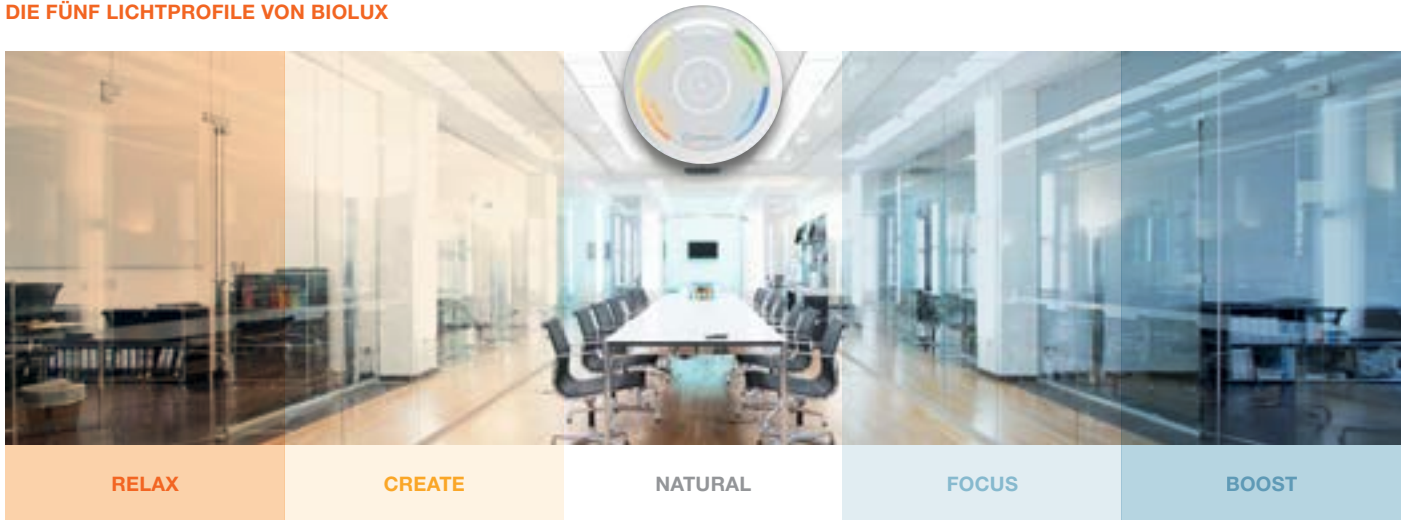 DIE FÜNF LICHTPROFILE VON BIOLUX
RELAX
CREATE
NATURAL
FOCUS
BOOST